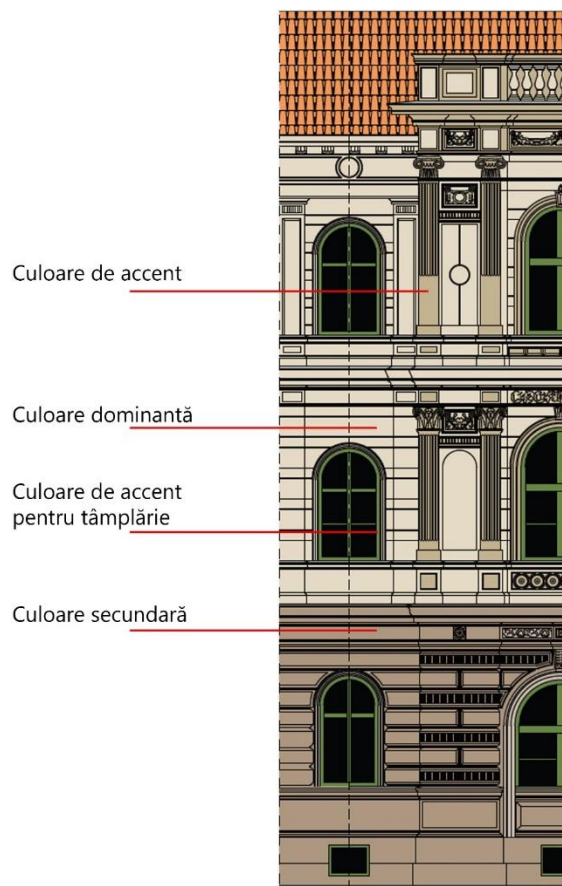 Culoare de accent
Culoare dominantă
Culoare de accent
pentru tâmplărie
Culoare secundară